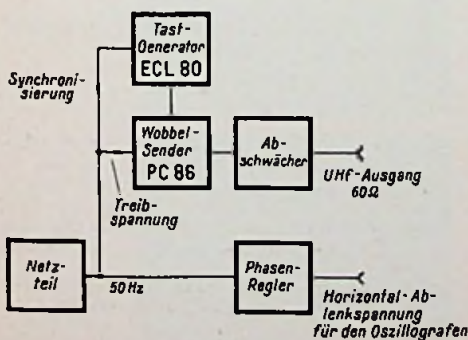 Tast-
Generator
ECL 80
Synchroni-
sierung
Wobbel-
Sender
PC 86
Ab-
schwächer
UHf-Ausgang
60Ω
Treib-
spannung
Netz-
teil
50 Hz
Phasen-
Regler
Horizontal-Ab-
lenkspannung
für den Oszillografen